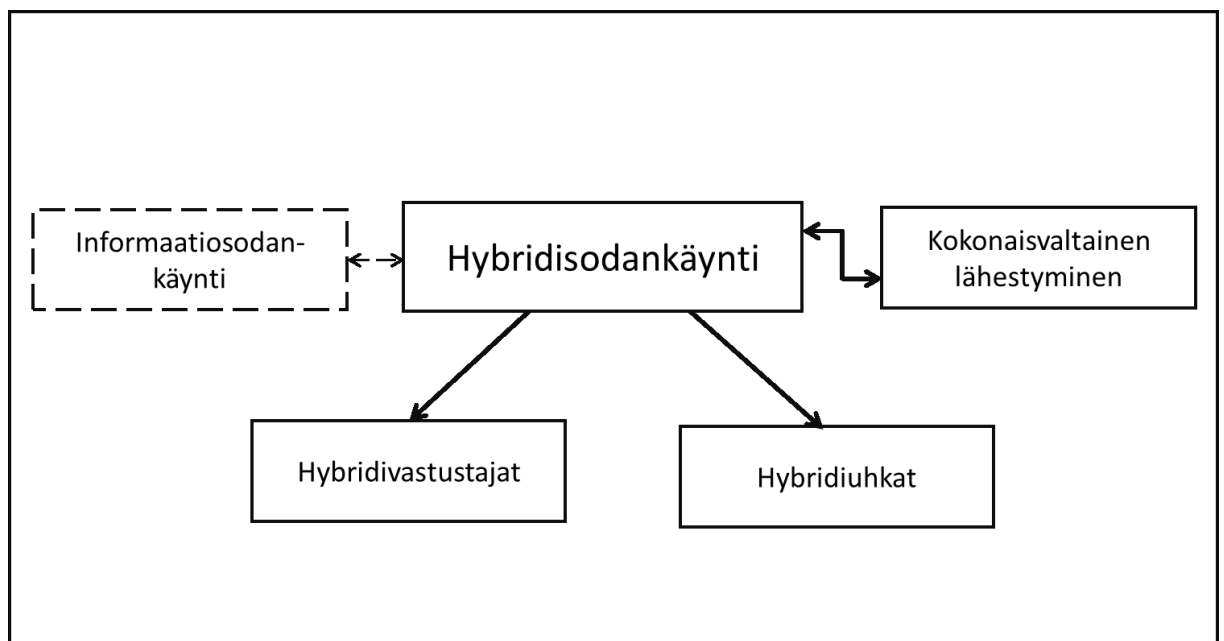 Informaatiosodan-
käynti
Hybridisodankäynti
Kokonaisvaltainen
lähestyminen
Hybridivastustajat
Hybridiuhkat